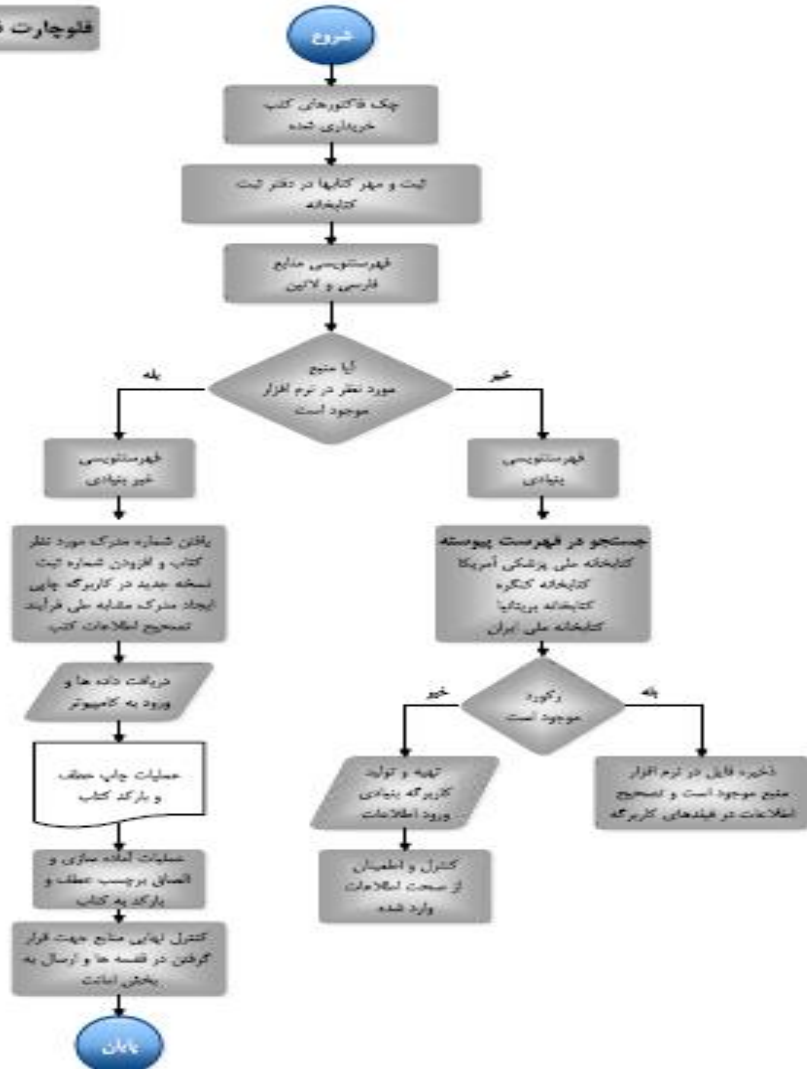 فلوچارت
شروع
چک فاکتورهای کتب
خریداری شده
ثبت و مهر کتابها در دفتر ثبت
کتابخانه
فهرستنویسی منابع
فارسی و لاتین
آیا منبع
مورد نظر در نرم افزار
موجود است
بله
خیر
فهرستنویسی
غیر بنیادی
فهرستنویسی
بنیادی
یافتن شماره مدرک مورد نظر
کتاب و افزودن شماره ثبت
نسخه جدید در کاربرگه چاپی
ایجاد مدرک مشابه طی فرآیند
تصحیح اطلاعات کتب
جستجو در فهرست پیوسته
کتابخانه ملی پزشکی آمریکا
کتابخانه کنگره
کتابخانه بریتانیا
کتابخانه ملی ایران
دریافت داده ها و
ورود به کامپیوتر
رکورد
موجود است
خیر
بله
عملیات چاپ عطف
و بارکد کتاب
تهیه و تولید
کاربرگه بنیادی
ورود اطلاعات
ذخیره فایل در نرم افزار
منبع موجود است و تصحیح
اطلاعات در فیلدهای کاربرگه
عملیات آماده سازی و
الصاق برچسب عطف و
بارکد به کتاب
کنترل و اطمینان
از صحت اطلاعات
وارد شده
کنترل نهایی منابع جهت قرار
گرفتن در قفسه ها و ارسال به
بخش امانت
پایان